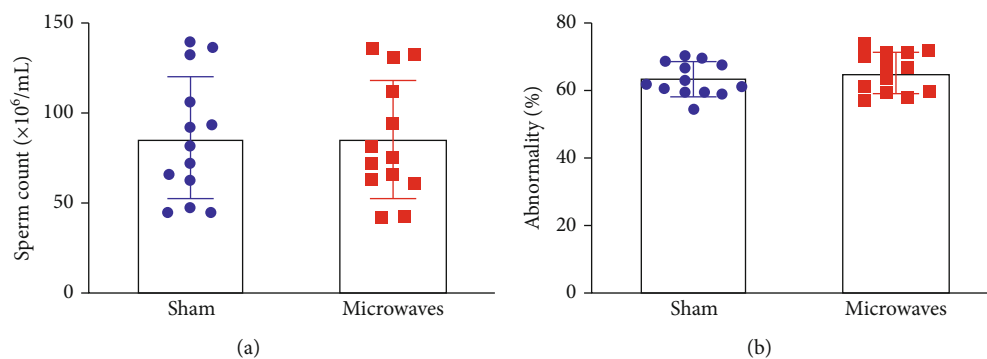 Sperm count (×10⁶/mL)
150
100
50
0
Sham Microwaves
(a)
Abnormality (%)
80
60
40
20
0
Sham Microwaves
(b)